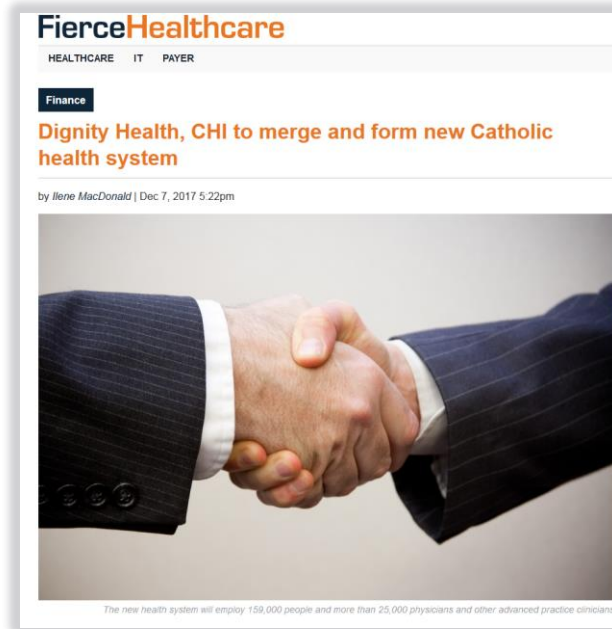 FierceHealthcare
HEALTHCARE IT PAYER
Finance
Dignity Health, CHI to merge and form new Catholic
health system
by Ilene MacDonald | Dec 7, 2017 5:22pm
The new health system will employ 159,000 people and more than 25,000 physicians and other advanced practice clinicians